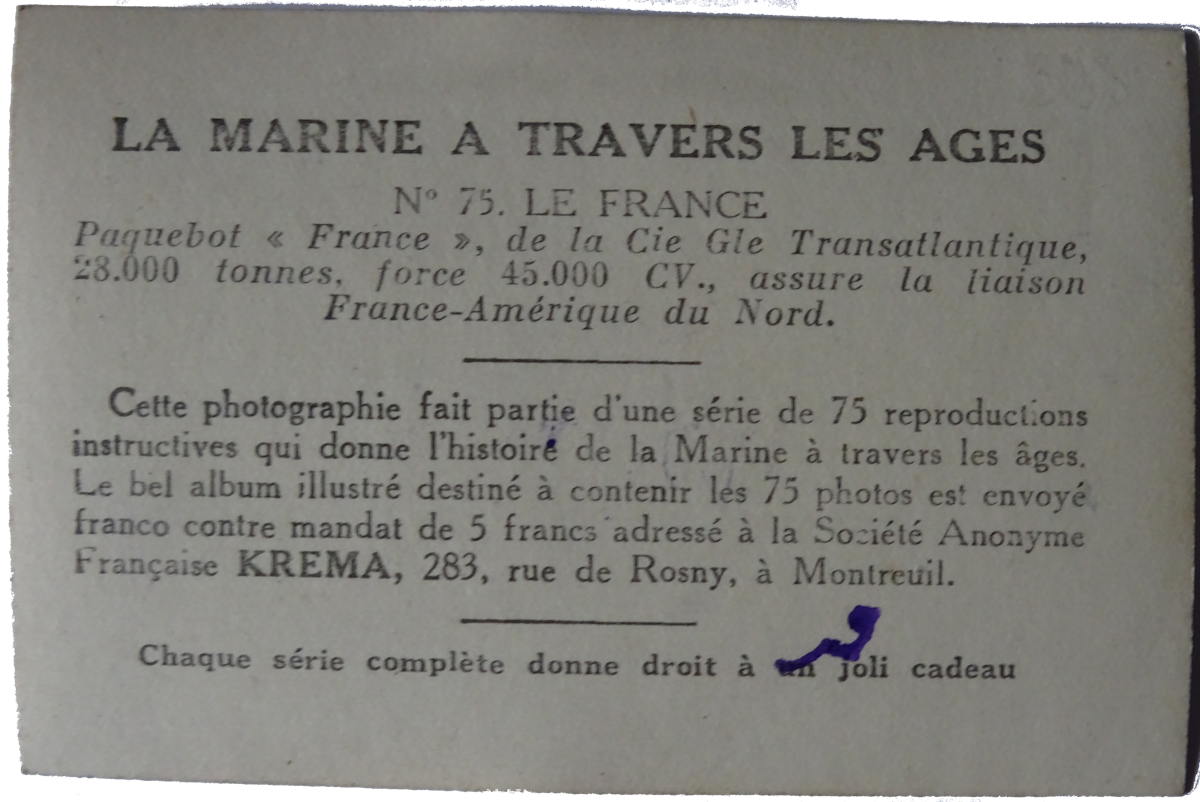 LA MARINE A TRAVERS LES AGES
N° 75. LE FRANCE
Paquebot « France », de la Cie Gle Transatlantique,
28.000 tonnes, force 45.000 CV., assure la liaison
France-Amérique du Nord.
Cette photographie fait partie d'une série de 75 reproductions
instructives qui donne l'histoire de la Marine à travers les âges.
Le bel album illustré destiné à contenir les 75 photos est envoyé
franco contre mandat de 5 francs adressé à la Société Anonyme
Française KREMA, 283, rue de Rosny, à Montreuil.
Chaque série complète donne droit à un joli cadeau